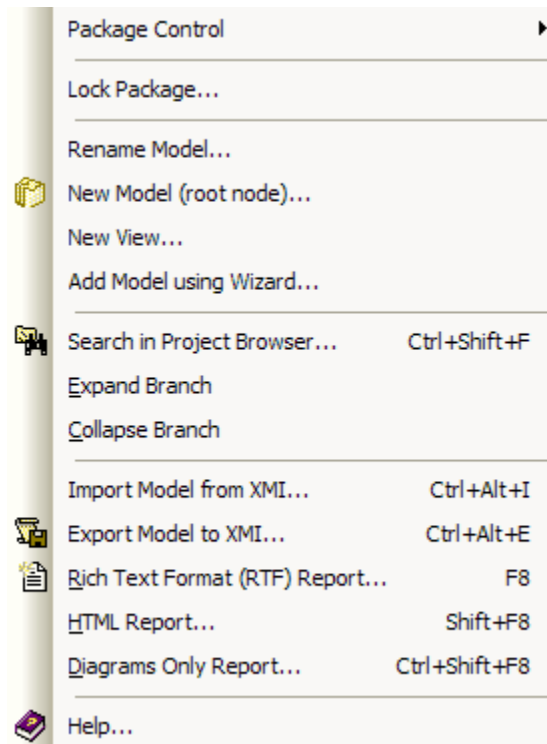 Package Control
Lock Package...
Rename Model...
New Model (root node)...
New View...
Add Model using Wizard...
Search in Project Browser... Ctrl+Shift+F
Expand Branch
Collapse Branch
Import Model from XMI... Ctrl+Alt+I
Export Model to XMI... Ctrl+Alt+E
Rich Text Format (RTF) Report... F8
HTML Report... Shift+F8
Diagrams Only Report... Ctrl+Shift+F8
Help...